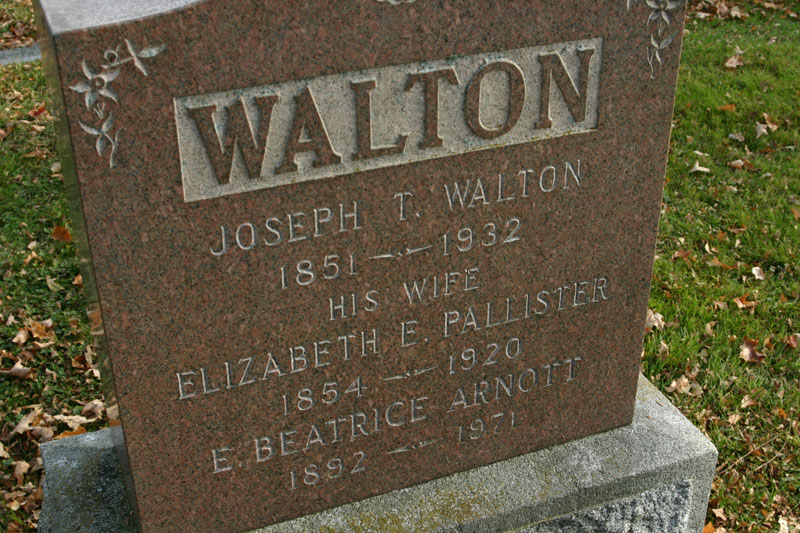 WALTON
JOSEPH T. WALTON
1851 — 1932
HIS WIFE
ELIZABETH E. PALLISTER
1854 — 1920
E. BEATRICE ARNOTT
1892 — 1971